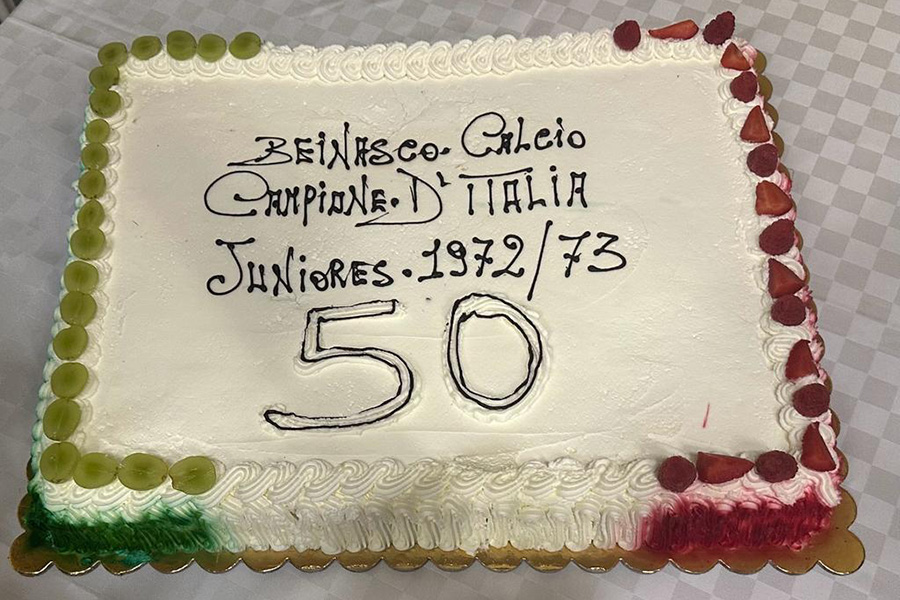 BEINASCO. CALCIO
CAMPIONE. D' ITALIA
JUNIORES. 1972/73
50